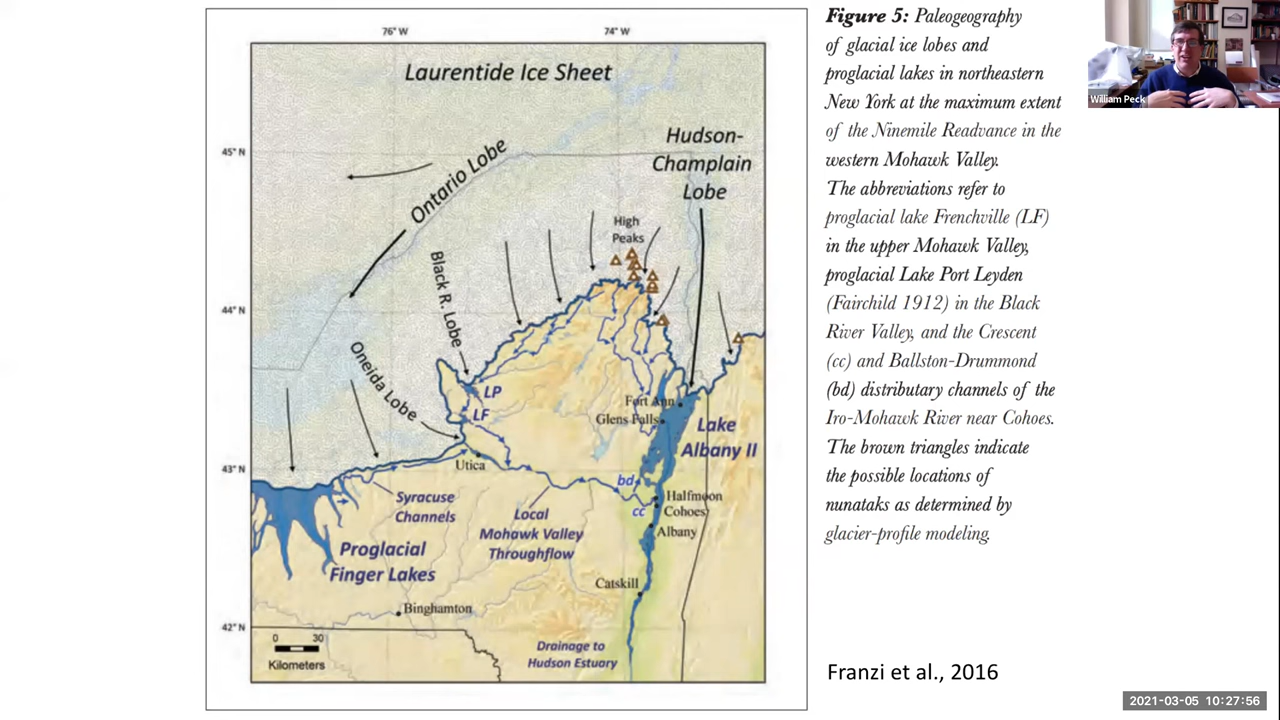 76° W
74° W
Laurentide Ice Sheet
45° N
44° N
43° N
42° N
Ontario Lobe
Hudson-
Champlain
Lobe
High
Peaks
Black R. Lobe
Oneida Lobe
LP
LF
Fort Ann
Glens Falls
Lake
Albany II
Utica
bd
cc
Halfmoon
Cohoes
Albany
Syracuse
Channels
Local
Mohawk Valley
Throughflow
Proglacial
Finger Lakes
Catskill
Binghamton
0 30
Kilometers
Drainage to
Hudson Estuary
Figure 5: Paleogeography
of glacial ice lobes and
proglacial lakes in northeastern
New York at the maximum extent
of the Ninemile Readvance in the
western Mohawk Valley.
The abbreviations refer to
proglacial lake Frenchville (LF)
in the upper Mohawk Valley,
proglacial Lake Port Leyden
(Fairchild 1912) in the Black
River Valley, and the Crescent
(cc) and Ballston-Drummond
(bd) distributary channels of the
Iro-Mohawk River near Cohoes.
The brown triangles indicate
the possible locations of
nunataks as determined by
glacier-profile modeling.
Franzi et al., 2016
William Peck
2021-03-05 10:27:56